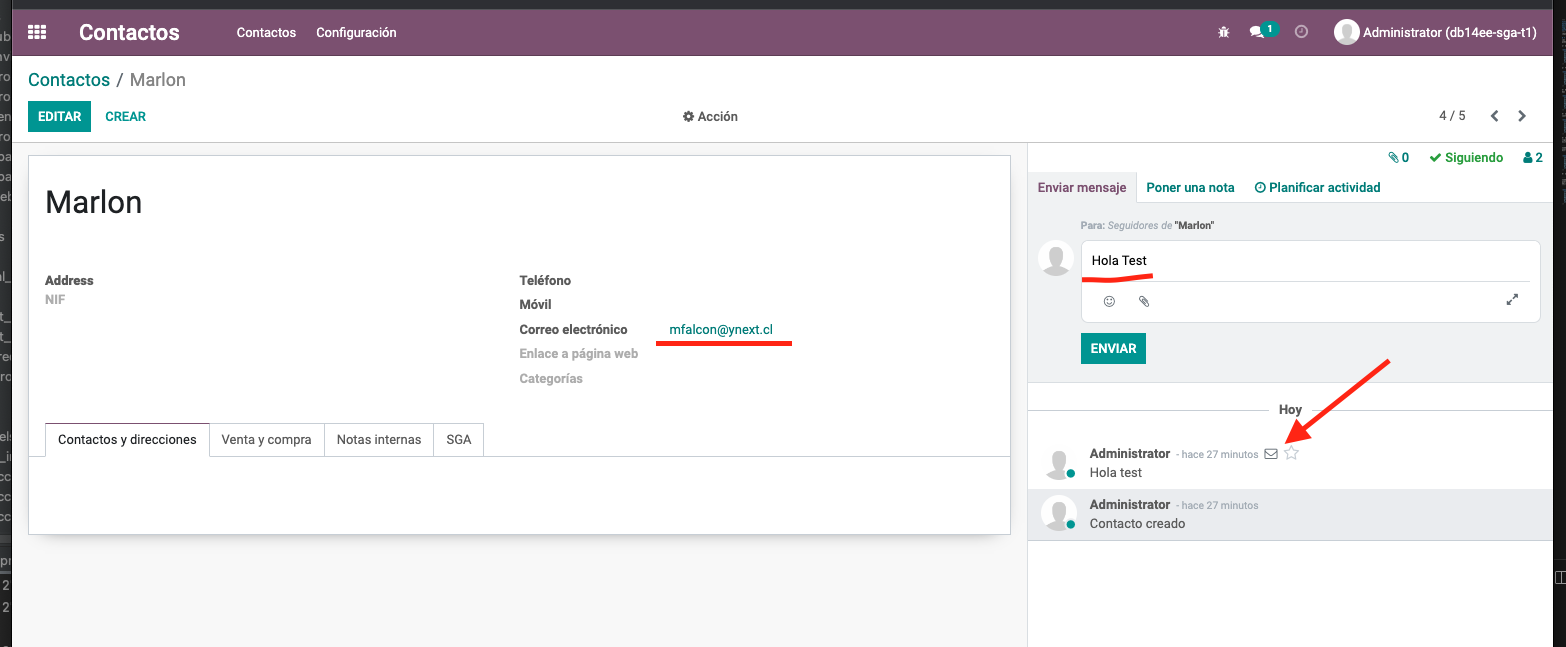 Contactos Contactos Configuración 1 Administrator (db14ee-sga-t1)
Contactos / Marlon
EDITAR CREAR Acción 4 / 5
0 Siguiendo 2
Enviar mensaje Poner una nota Planificar actividad
Para: Seguidores de "Marlon"
Hola Test
ENVIAR
Marlon
Address
NIF
Teléfono
Móvil
Correo electrónico mfalcon@ynext.cl
Enlace a página web
Categorías
Contactos y direcciones Venta y compra Notas internas SGA
Hoy
Administrator - hace 27 minutos
Hola test
Administrator - hace 27 minutos
Contacto creado